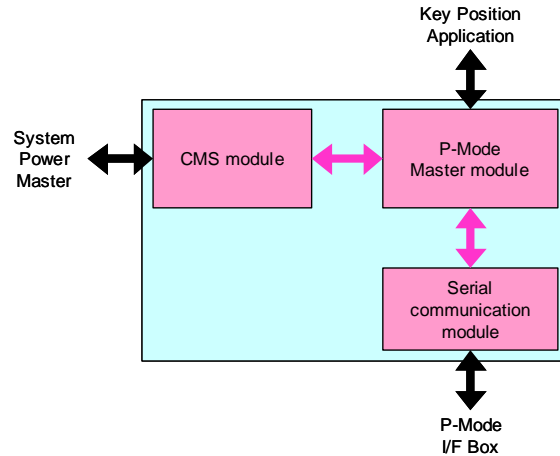 Key Position
Application
System
Power
Master
CMS module
P-Mode
Master module
Serial
communication
module
P-Mode
I/F Box